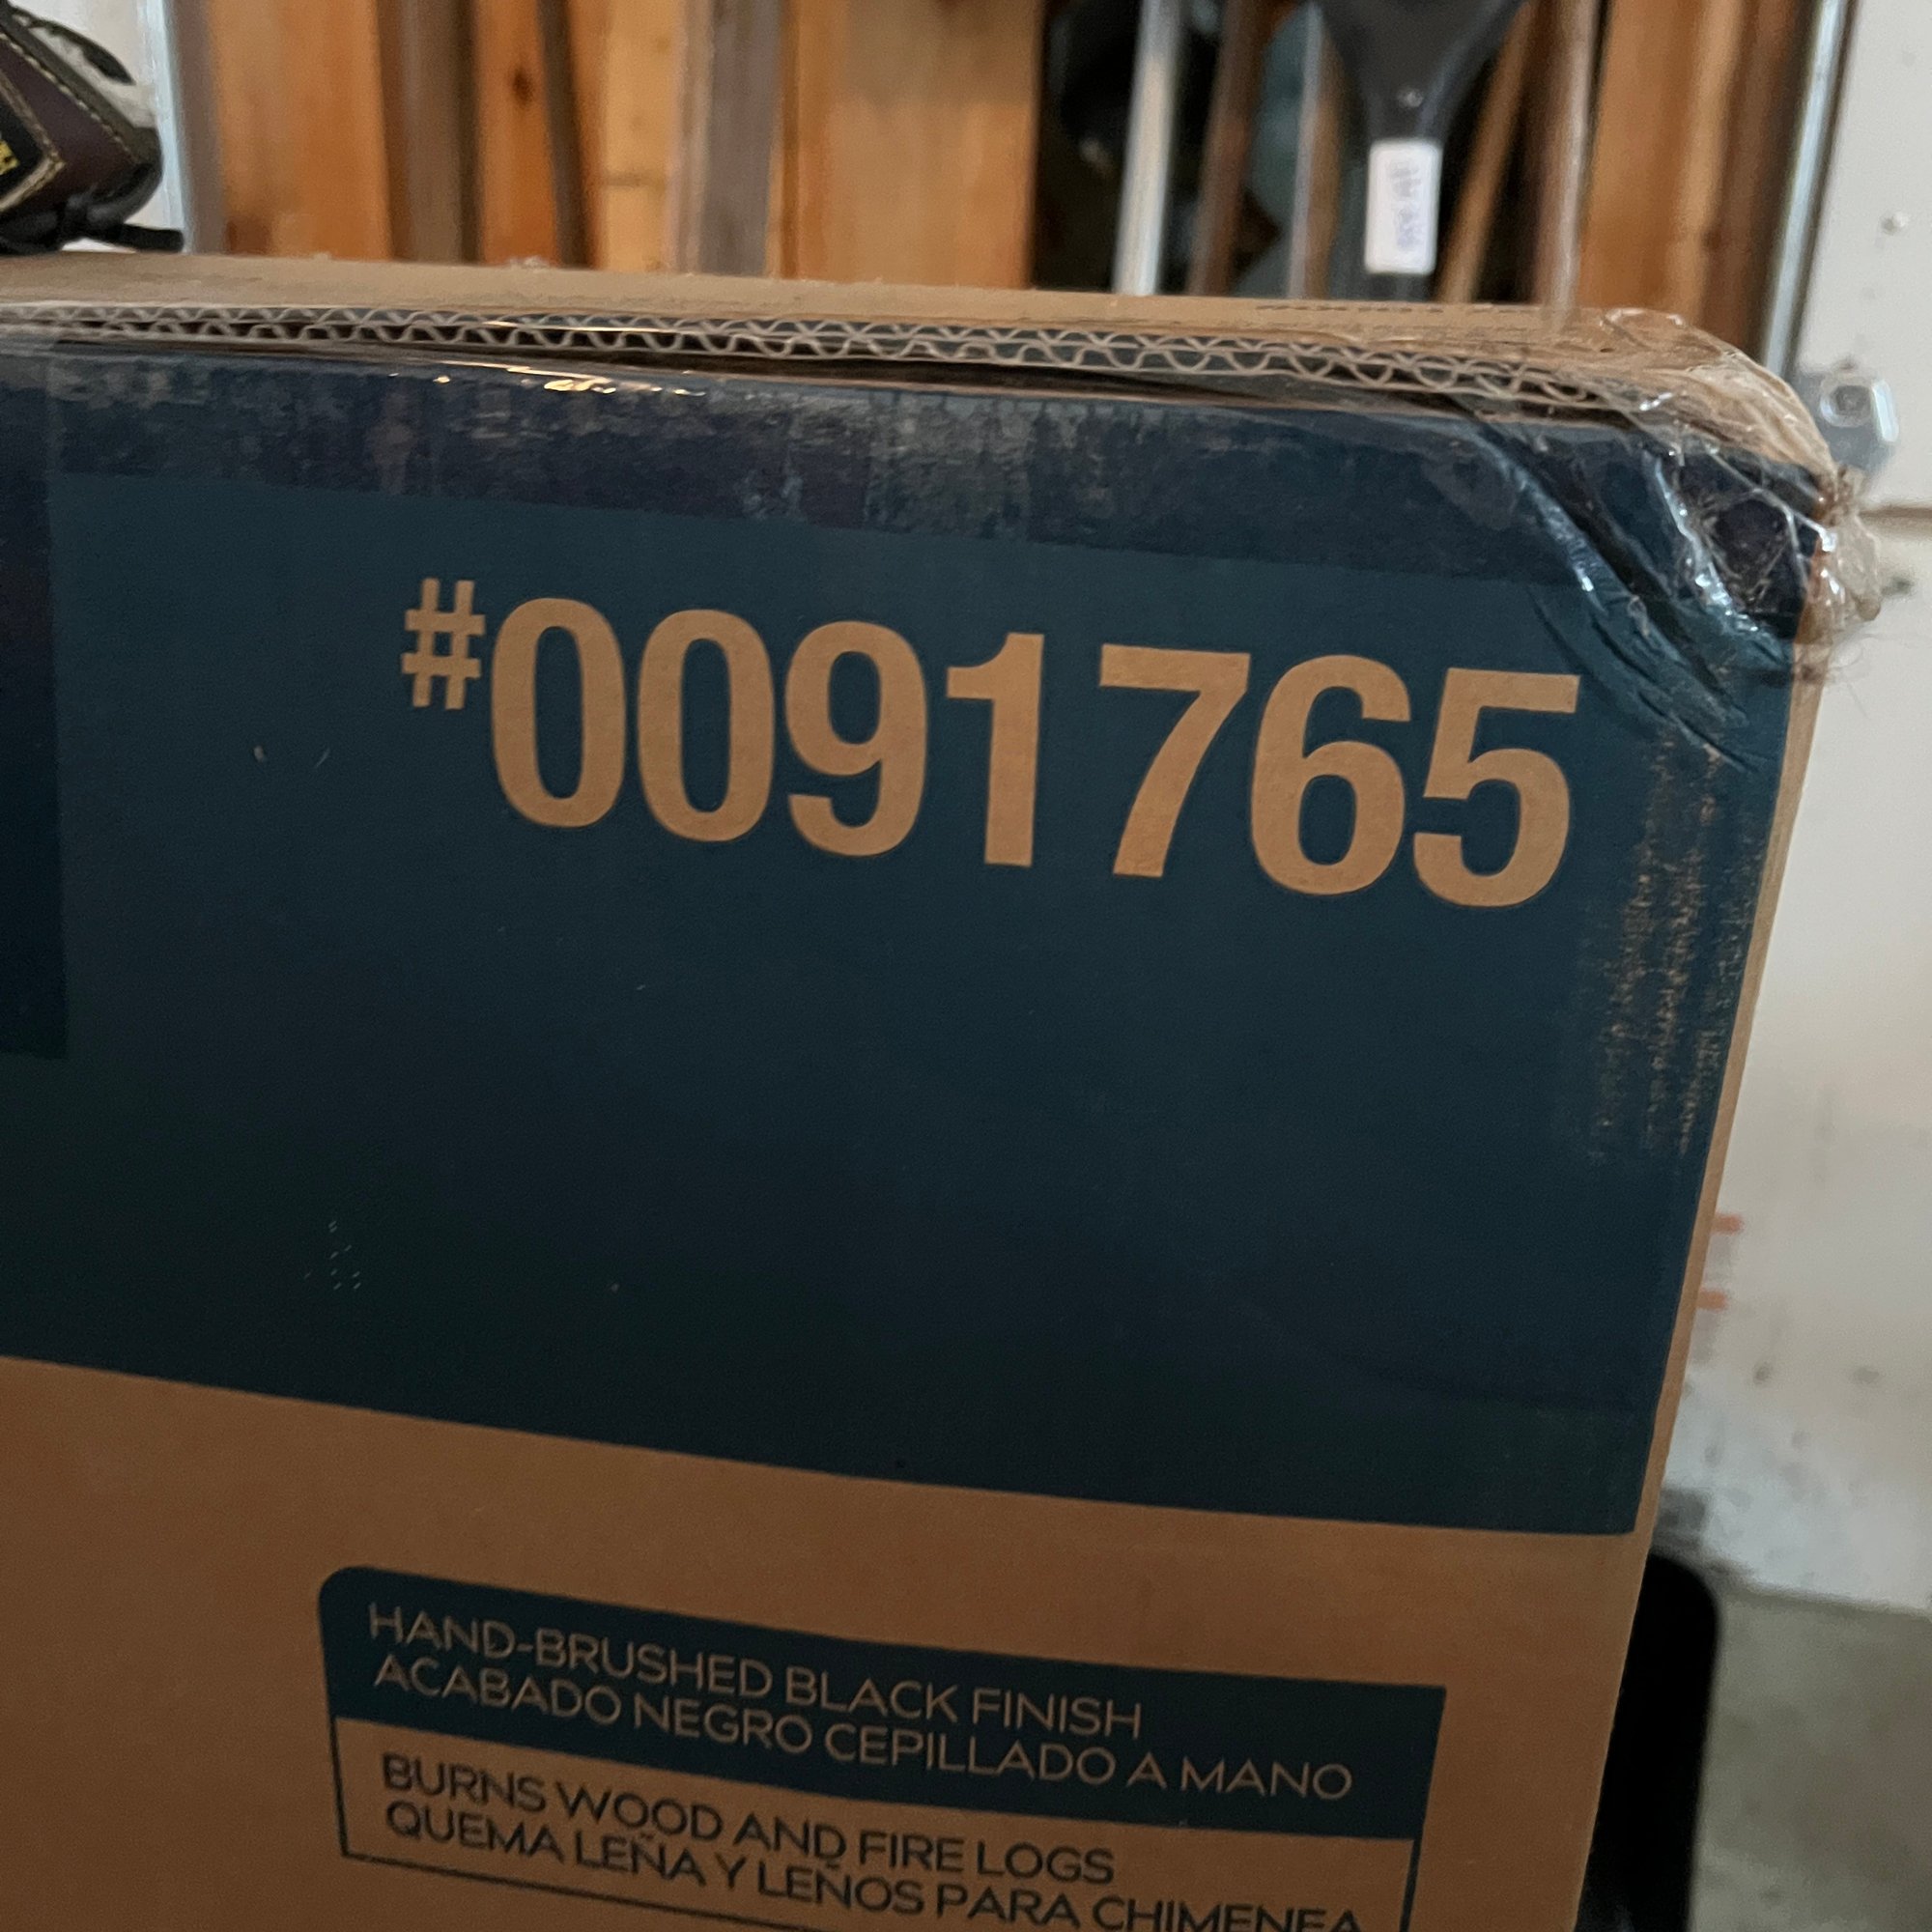 #0091765
HAND-BRUSHED BLACK FINISH
ACABADO NEGRO CEPILLADO A MANO
BURNS WOOD AND FIRE LOGS
QUEMA LEÑA Y LEÑOS PARA CHIMENEA